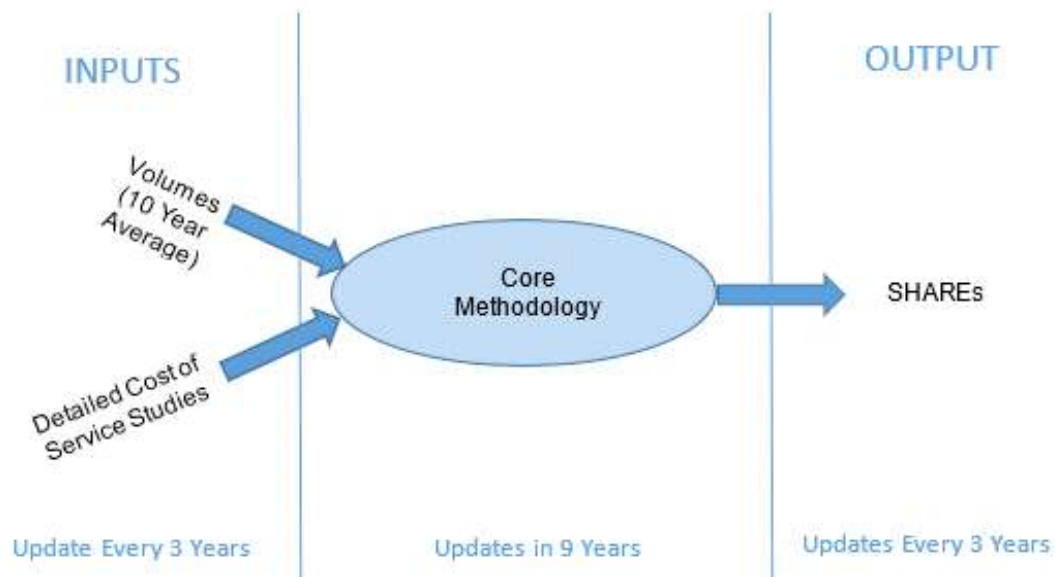 INPUTS
OUTPUT
Volumes
(10 Year
Average)
Core
Methodology
SHAREs
Detailed Cost of
Service Studies
Update Every 3 Years
Updates in 9 Years
Updates Every 3 Years